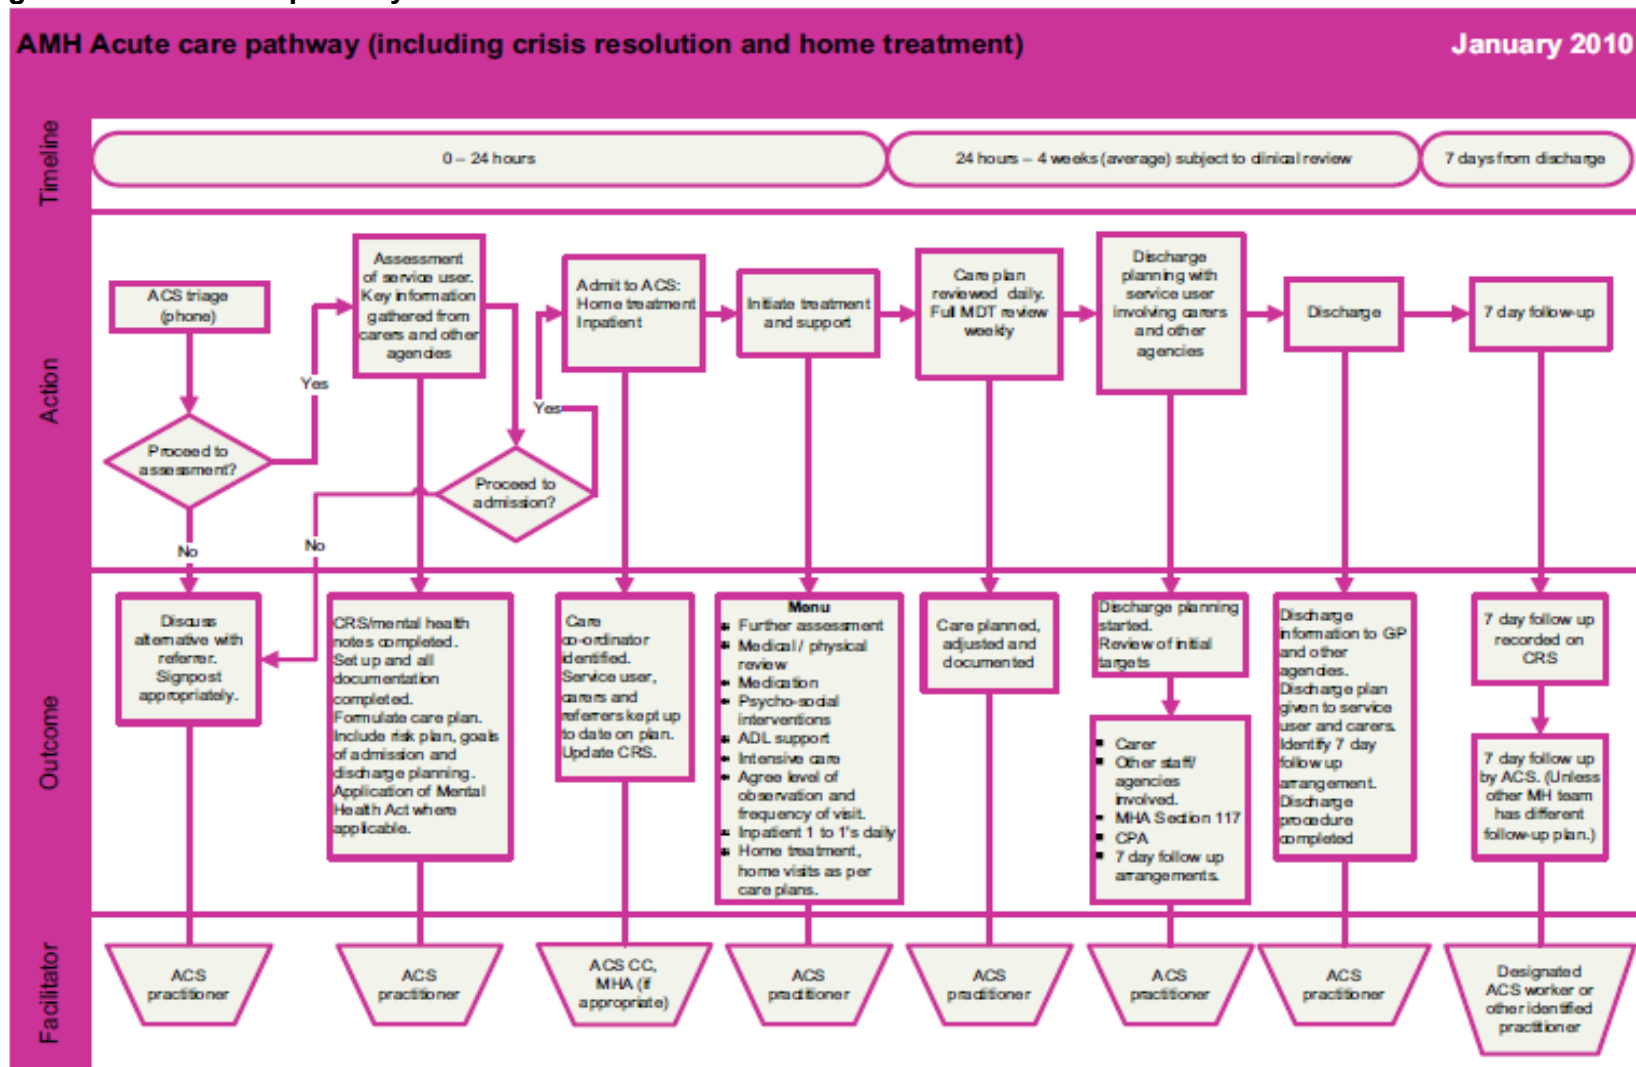 AMH Acute care pathway (including crisis resolution and home treatment)
January 2010
Timeline
0 – 24 hours
24 hours – 4 weeks (average) subject to clinical review
7 days from discharge
Action
ACS triage
(phone)
Proceed to
assessment?
Yes
No
Assessment
of service user.
Key information
gathered from
carers and other
agencies
Proceed to
admission?
Yes
No
Admit to ACS:
Home treatment
Inpatient
Initiate treatment
and support
Care plan
reviewed daily.
Full MDT review
weekly
Discharge
planning with
service user
involving carers
and other
agencies
Discharge
7 day follow-up
Outcome
Discuss
alternative with
referrer.
Signpost
appropriately.
CRS/mental health
notes completed.
Set up and all
documentation
completed.
Formulate care plan.
Include risk plan, goals
of admission and
discharge planning.
Application of Mental
Health Act where
applicable.
Care
co-ordinator
identified.
Service user,
carers and
referrers kept up
to date on plan.
Update CRS.
Menu
Further assessment
Medical / physical
review
Medication
Psycho-social
interventions
ADL support
Intensive care
Agree level of
observation and
frequency of visit.
Inpatient 1 to 1's daily
Home treatment,
home visits as per
care plans.
Care planned,
adjusted and
documented
Discharge planning
started.
Review of initial
targets
Carer
Other staff/
agencies
involved.
MHA Section 117
CPA
7 day follow up
arrangements.
Discharge
information to GP
and other
agencies.
Discharge plan
given to service
user and carers.
Identify 7 day
follow up
arrangement.
Discharge
procedure
completed
7 day follow up
recorded on
CRS
7 day follow up
by ACS. (Unless
other MH team
has different
follow-up plan.)
Facilitator
ACS
practitioner
ACS
practitioner
ACS CC,
MHA (if
appropriate)
ACS
practitioner
ACS
practitioner
ACS
practitioner
ACS
practitioner
Designated
ACS worker or
other identified
practitioner